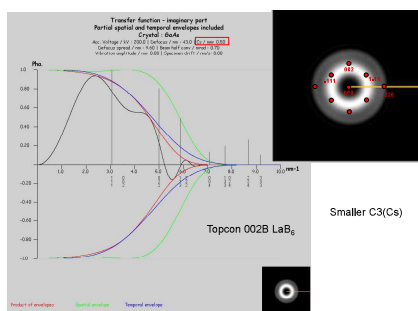 Transfer function - imaginary part
Partial spatial and temporal envelopes included
Crystal : GaAs
Acc. Voltage / kV : 200.0 | Defocus / nm : -43.0 | Cs / mm 0.50
Defocus spread / nm : 9.60 | Beam half conv / mrad : 0.70
Vibration amplitude / nm 0.00 | Specimen drift / nm/s 0.00
Pha.
1.0
0.80
0.60
0.40
0.20
0.0
1.0
2.0
3.0
4.0
5.0
6.0
7.0
8.0
9.0
10.0
nm-1
-0.20
-0.40
-0.60
-0.80
-1.0
002
Topcon 002B LaB6
Smaller C3(Cs)
Product of envelopes
Spatial envelope
Temporal envelope